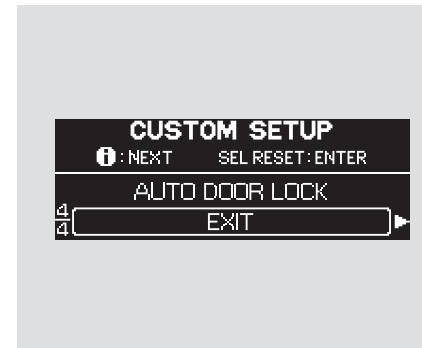 CUSTOM SETUP
i:NEXT SEL RESET:ENTER
AUTO DOOR LOCK
4/4 EXIT